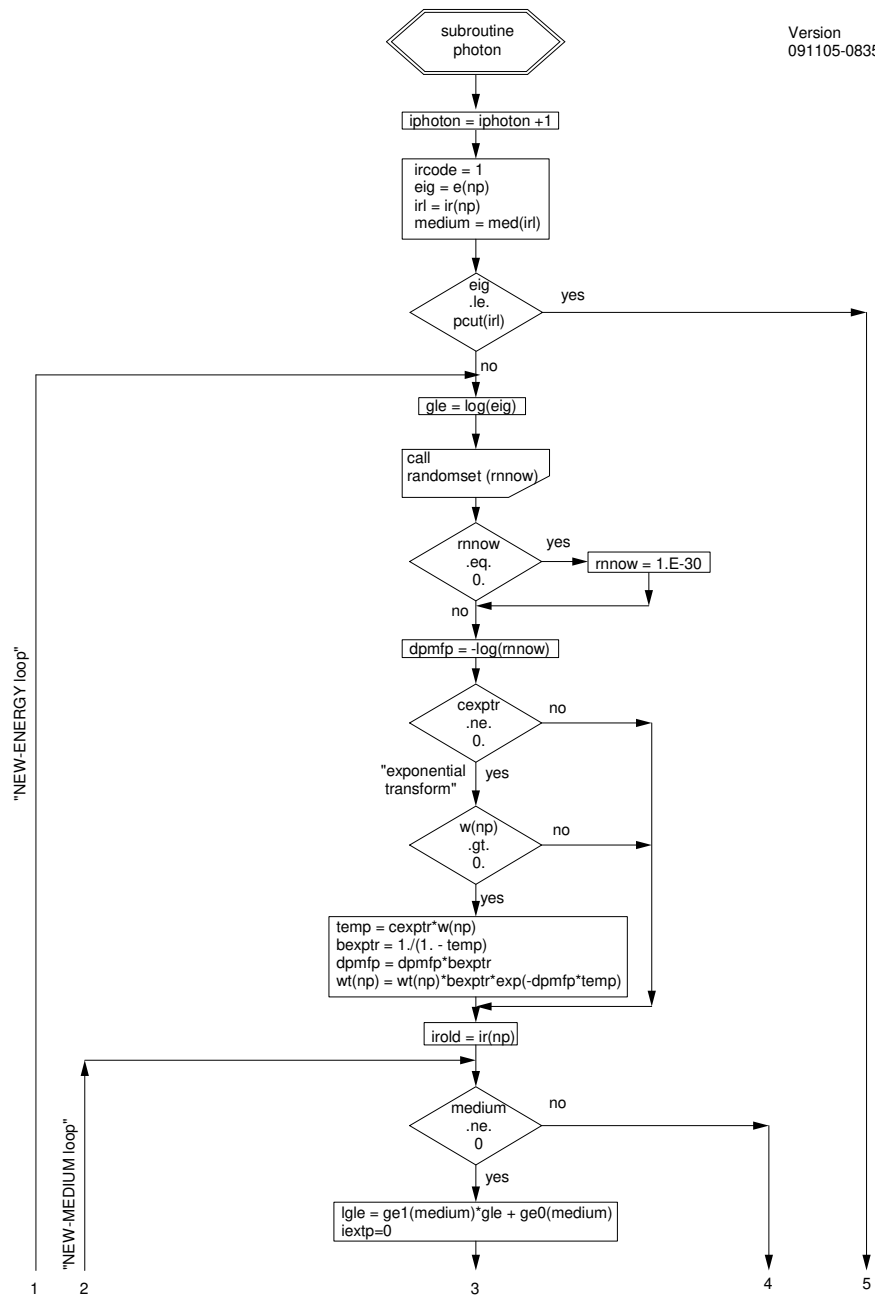 subroutine
photon
Version
091105-0835
iphoton = iphoton +1
ircode = 1
eig = e(np)
irl = ir(np)
medium = med(irl)
eig
.le.
pcut(irl)
yes
no
gle = log(eig)
call
randomset (rnnow)
rnnow
.eq.
0.
yes
rnnow = 1.E-30
no
dpmfp = -log(rnnow)
cexptr
.ne.
0.
no
"exponential
transform"
yes
w(np)
.gt.
0.
no
yes
temp = cexptr*w(np)
bexptr = 1./(1. - temp)
dpmfp = dpmfp*bexptr
wt(np) = wt(np)*bexptr*exp(-dpmfp*temp)
irold = ir(np)
"NEW-ENERGY loop"
"NEW-MEDIUM loop"
medium
.ne.
0
no
yes
lgle = ge1(medium)*gle + ge0(medium)
iextp=0
1
2
3
4
5